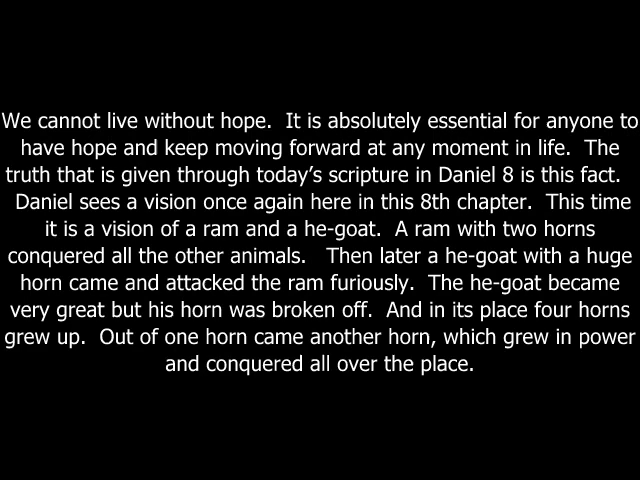 We cannot live without hope.  It is absolutely essential for anyone to
have hope and keep moving forward at any moment in life.  The
truth that is given through today’s scripture in Daniel 8 is this fact.
Daniel sees a vision once again here in this 8th chapter.  This time
it is a vision of a ram and a he-goat.  A ram with two horns
conquered all the other animals.   Then later a he-goat with a huge
horn came and attacked the ram furiously.  The he-goat became
very great but his horn was broken off.  And in its place four horns
grew up.  Out of one horn came another horn, which grew in power
and conquered all over the place.